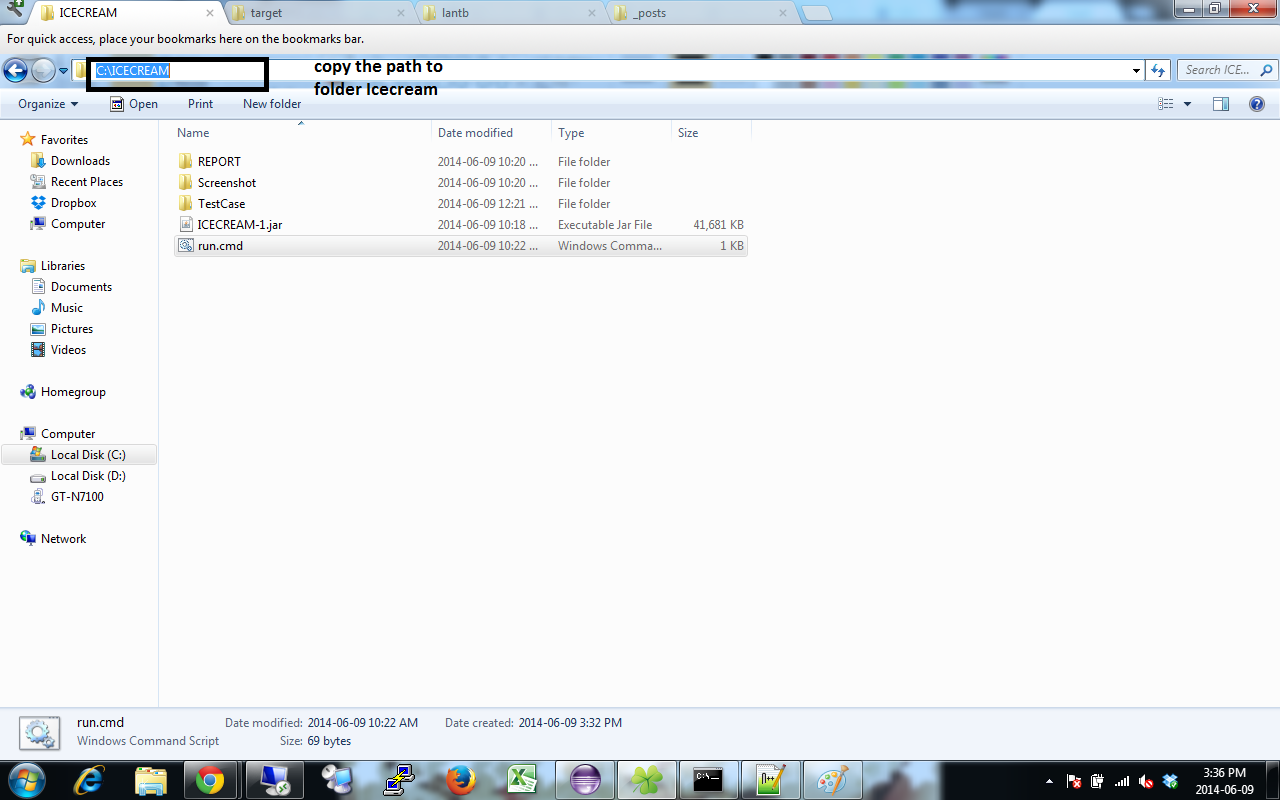 ICECREAM
target
lantb
_posts
For quick access, place your bookmarks here on the bookmarks bar.
C:\ICECREAM
copy the path to
folder Icecream
Search ICE...
Organize
Open
Print
New folder
Name
Date modified
Type
Size
Favorites
Downloads
Recent Places
Dropbox
Computer
Libraries
Documents
Music
Pictures
Videos
Homegroup
Computer
Local Disk (C:)
Local Disk (D:)
GT-N7100
Network
REPORT 2014-06-09 10:20 ... File folder
Screenshot 2014-06-09 10:20 ... File folder
TestCase 2014-06-09 12:21 ... File folder
ICECREAM-1.jar 2014-06-09 10:18 ... Executable Jar File 41,681 KB
run.cmd 2014-06-09 10:22 ... Windows Comma... 1 KB
run.cmd Date modified: 2014-06-09 10:22 AM Date created: 2014-06-09 3:32 PM
Windows Command Script Size: 69 bytes
3:36 PM
2014-06-09